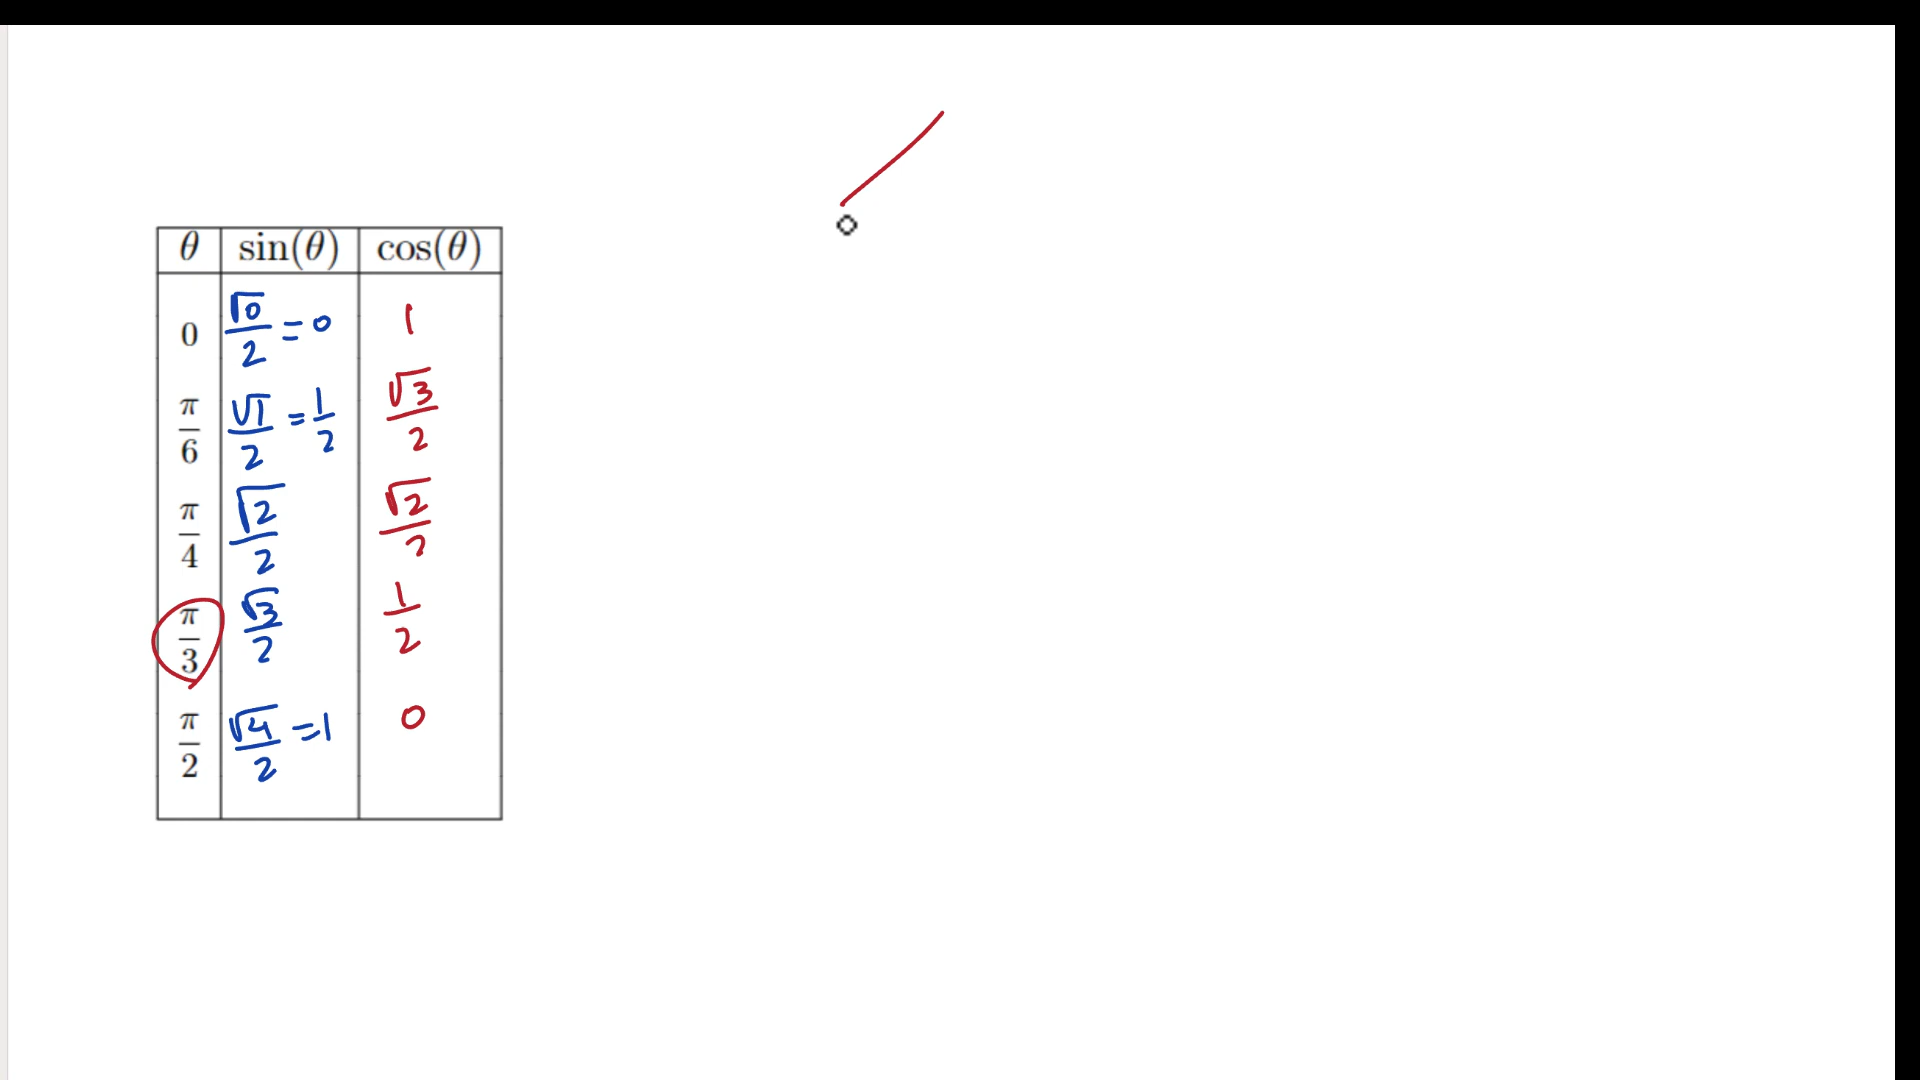 θ sin(θ) cos(θ)
0 √0/2 = 0 1
π/6 √1/2 = 1/2 √3/2
π/4 √2/2 √2/2
π/3 √3/2 1/2
π/2 √4/2 = 1 0